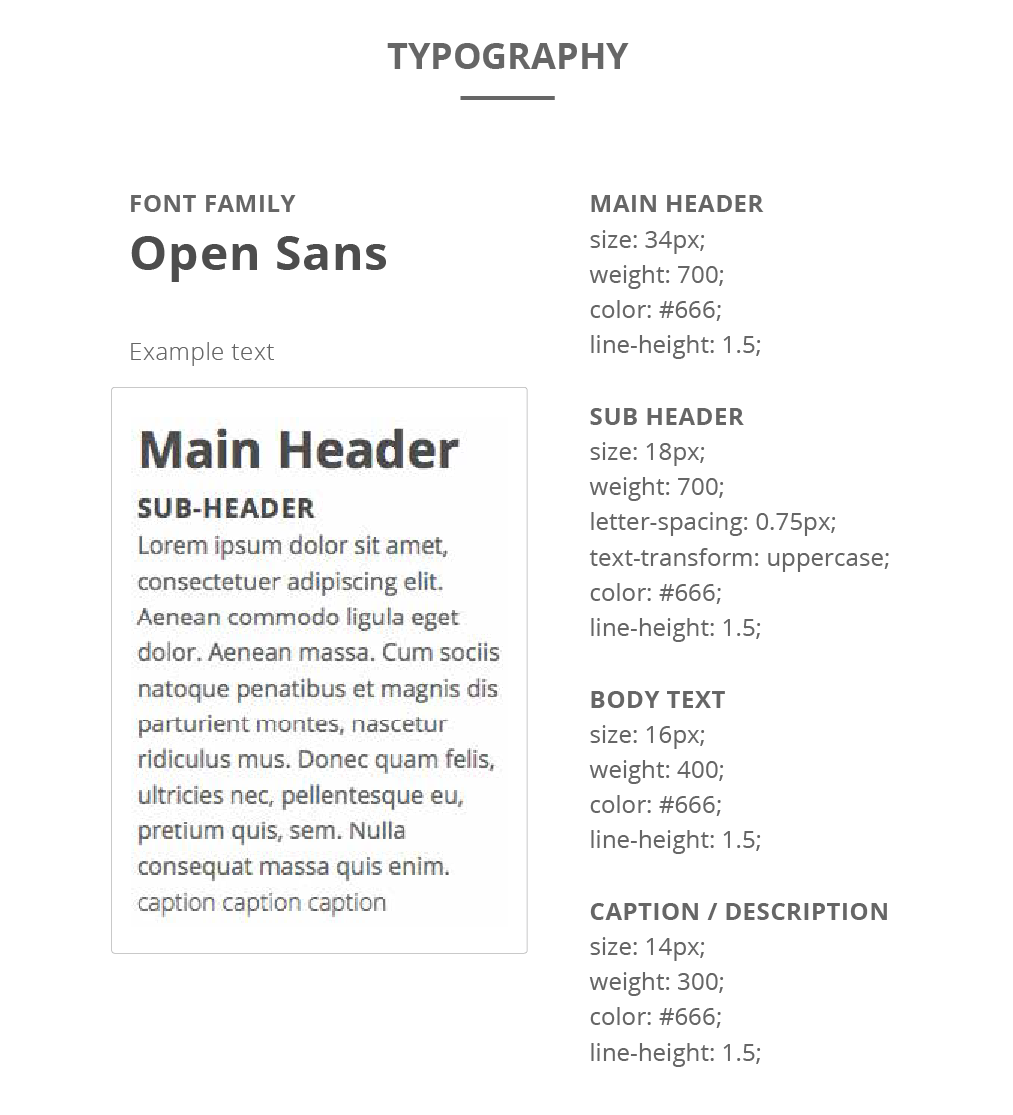 TYPOGRAPHY
FONT FAMILY
Open Sans
Example text
Main Header
SUB-HEADER
Lorem ipsum dolor sit amet,
consectetuer adipiscing elit.
Aenean commodo ligula eget
dolor. Aenean massa. Cum sociis
natoque penatibus et magnis dis
parturient montes, nascetur
ridiculus mus. Donec quam felis,
ultricies nec, pellentesque eu,
pretium quis, sem. Nulla
consequat massa quis enim.
caption caption caption
MAIN HEADER
size: 34px;
weight: 700;
color: #666;
line-height: 1.5;
SUB HEADER
size: 18px;
weight: 700;
letter-spacing: 0.75px;
text-transform: uppercase;
color: #666;
line-height: 1.5;
BODY TEXT
size: 16px;
weight: 400;
color: #666;
line-height: 1.5;
CAPTION / DESCRIPTION
size: 14px;
weight: 300;
color: #666;
line-height: 1.5;